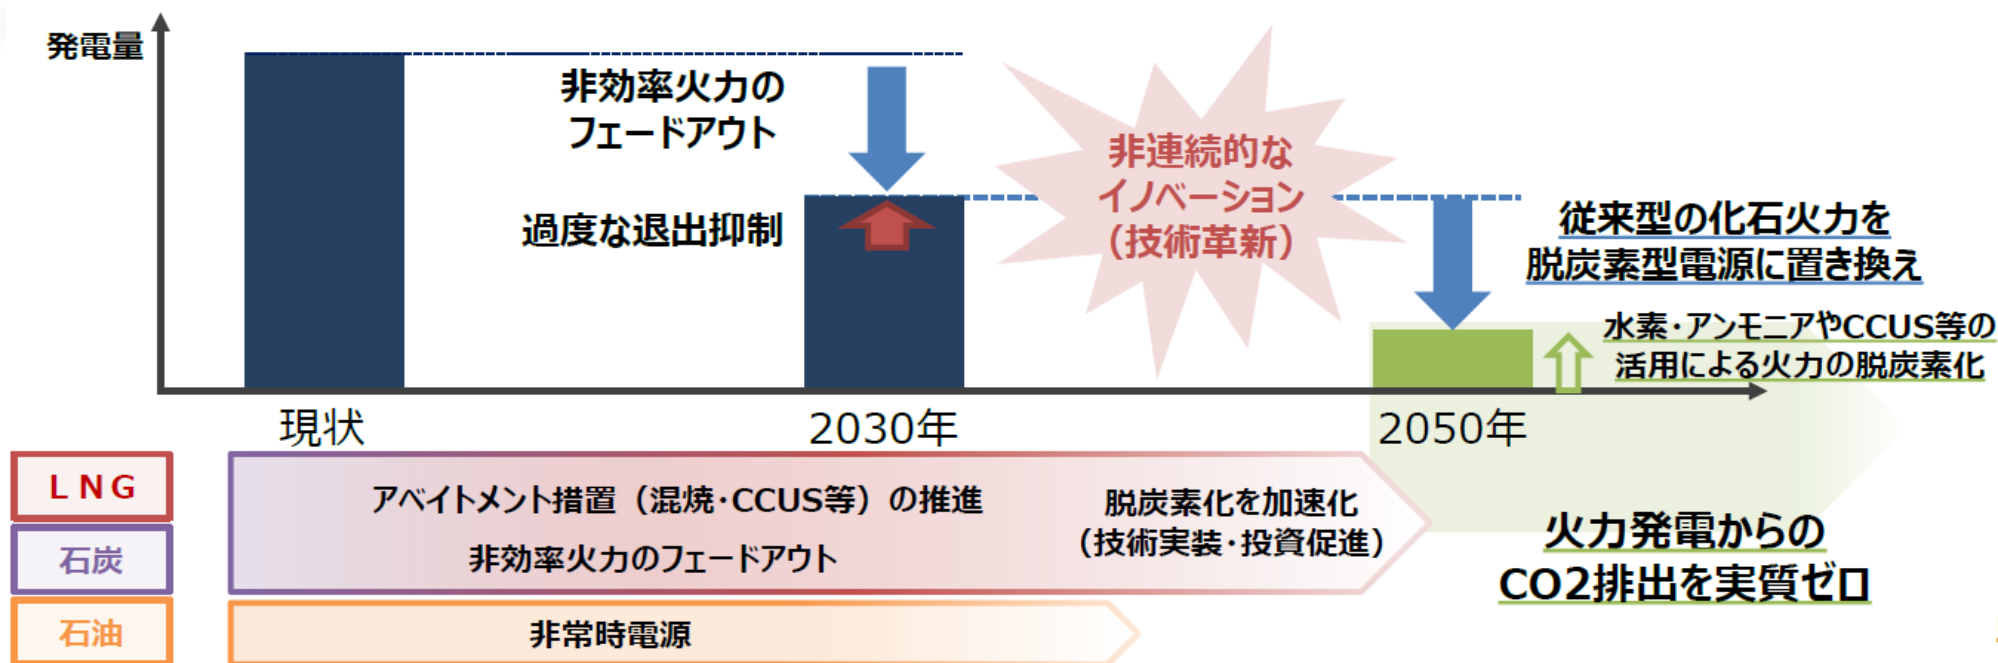 発電量
非効率火力の
フェードアウト
過度な退出抑制
非連続的な
イノベーション
（技術革新）
従来型の化石火力を
脱炭素型電源に置き換え
水素・アンモニアやCCUS等の
活用による火力の脱炭素化
現状
2030年
2050年
LNG
石炭
石油
アベイトメント措置（混焼・CCUS等）の推進
非効率火力のフェードアウト
脱炭素化を加速化
（技術実装・投資促進）
非常時電源
火力発電からの
CO2排出を実質ゼロ